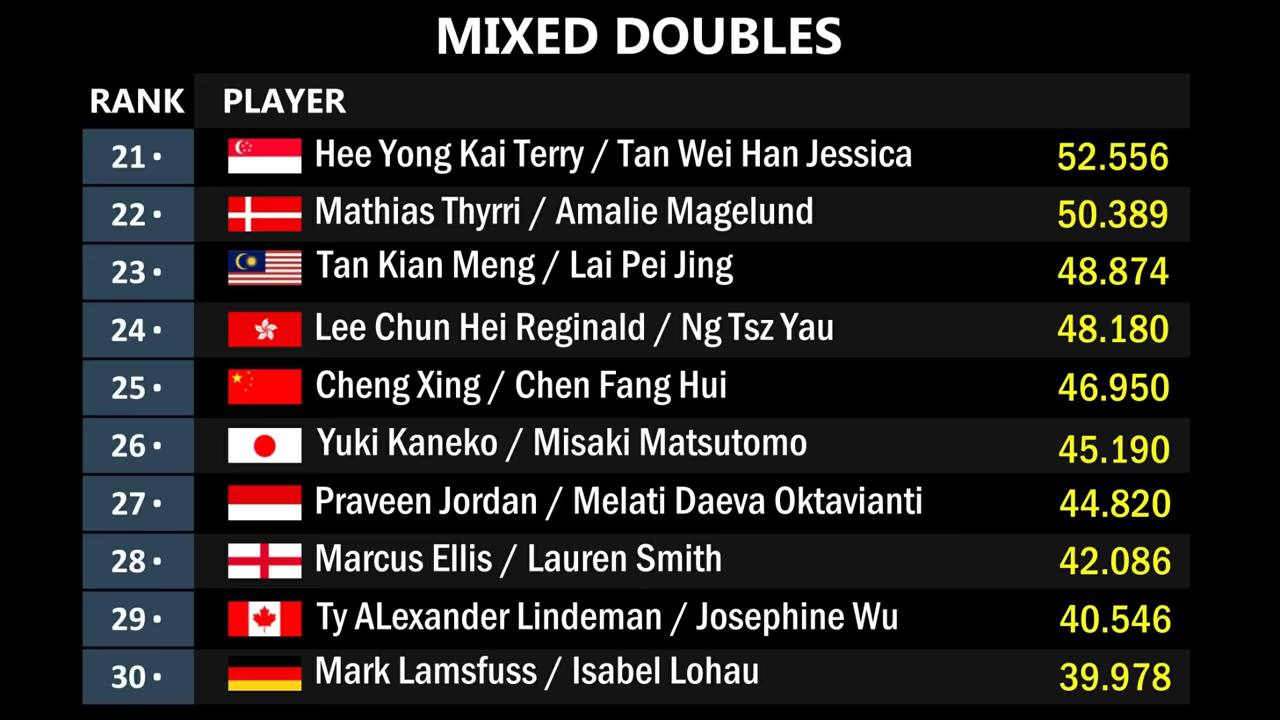 MIXED DOUBLES
RANK PLAYER
21• Hee Yong Kai Terry / Tan Wei Han Jessica 52.556
22• Mathias Thyrri / Amalie Magelund 50.389
23• Tan Kian Meng / Lai Pei Jing 48.874
24• Lee Chun Hei Reginald / Ng Tsz Yau 48.180
25• Cheng Xing / Chen Fang Hui 46.950
26• Yuki Kaneko / Misaki Matsutomo 45.190
27• Praveen Jordan / Melati Daeva Oktavianti 44.820
28• Marcus Ellis / Lauren Smith 42.086
29• Ty ALexander Lindeman / Josephine Wu 40.546
30• Mark Lamsfuss / Isabel Lohau 39.978